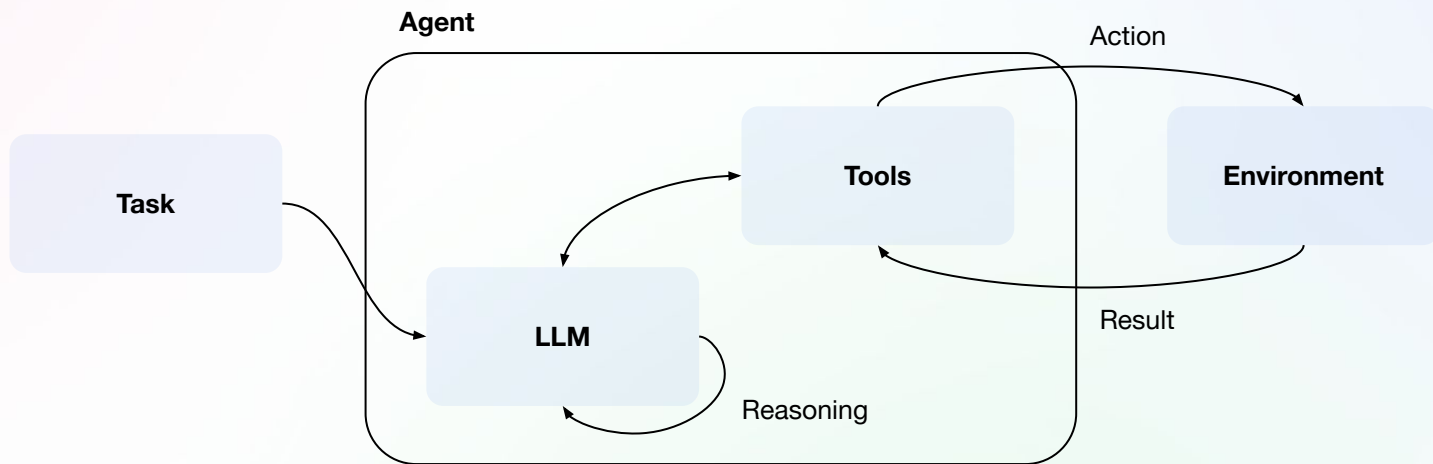 Agent
Action
Task
Tools
Environment
LLM
Result
Reasoning